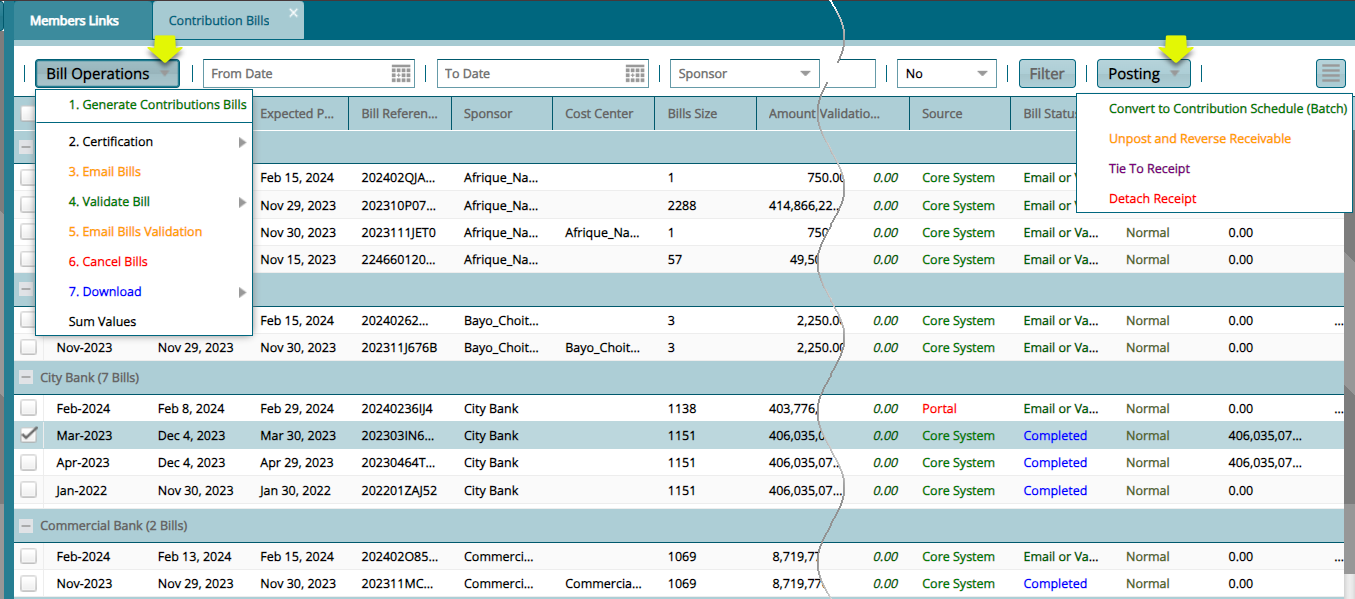 Members Links Contribution Bills
Bill Operations From Date To Date Sponsor No Filter Posting
1. Generate Contributions Bills
2. Certification
3. Email Bills
4. Validate Bill
5. Email Bills Validation
6. Cancel Bills
7. Download
Sum Values
Convert to Contribution Schedule (Batch)
Unpost and Reverse Receivable
Tie To Receipt
Detach Receipt
Expected P... Bill Referen... Sponsor Cost Center Bills Size Amount Validatio... Source Bill Status
Feb 15, 2024 202402QJA... Afrique_Na... 1 750.00 0.00 Core System Email or Va...
Nov 29, 2023 202310P07... Afrique_Na... 2288 414,866,22... 0.00 Core System Email or Va...
Nov 30, 2023 2023111JET0 Afrique_Na... Afrique_Na... 1 750 0.00 Core System Email or Va... Normal 0.00
Nov 15, 2023 224660120... Afrique_Na... 57 49,50 0.00 Core System Email or Va... Normal 0.00
Feb 15, 2024 20240262... Bayo_Choit... 3 2,250.00 0.00 Core System Email or Va... Normal 0.00 ...
Nov-2023 Nov 29, 2023 Nov 30, 2023 202311J676B Bayo_Choit... Bayo_Choit... 3 2,250.00 0.00 Core System Email or Va... Normal 0.00
City Bank (7 Bills)
Feb-2024 Feb 8, 2024 Feb 29, 2024 20240236IJ4 City Bank 1138 403,776, 0.00 Portal Email or Va... Normal 0.00 ...
Mar-2023 Dec 4, 2023 Mar 30, 2023 202303IN6... City Bank 1151 406,035,0 0.00 Core System Completed Normal 406,035,07...
Apr-2023 Dec 4, 2023 Apr 29, 2023 20230464T... City Bank 1151 406,035,07... 0.00 Core System Completed Normal 406,035,07...
Jan-2022 Nov 30, 2023 Jan 30, 2022 202201ZAJ52 City Bank 1151 406,035,07... 0.00 Core System Completed Normal 0.00
Commercial Bank (2 Bills)
Feb-2024 Feb 13, 2024 Feb 15, 2024 202402O85... Commerci... 1069 8,719,77 0.00 Core System Email or Va... Normal 0.00 ...
Nov-2023 Nov 29, 2023 Nov 30, 2023 202311MC... Commerci... Commercia... 1069 8,719,77 0.00 Core System Completed Normal 0.00